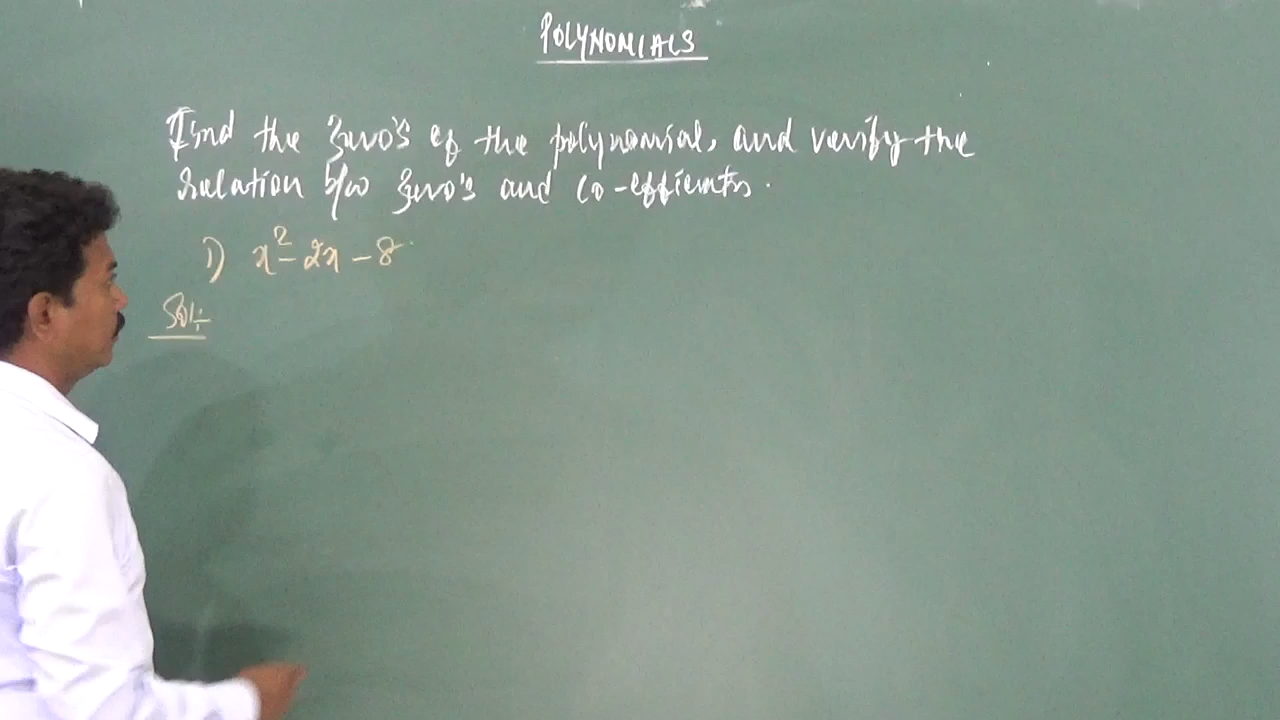 POLYNOMIALS
Find the Zero's of the polynomial, and verify the
relation b/w Zero's and co-efficients.
1) x² - 2x - 8
Sol: